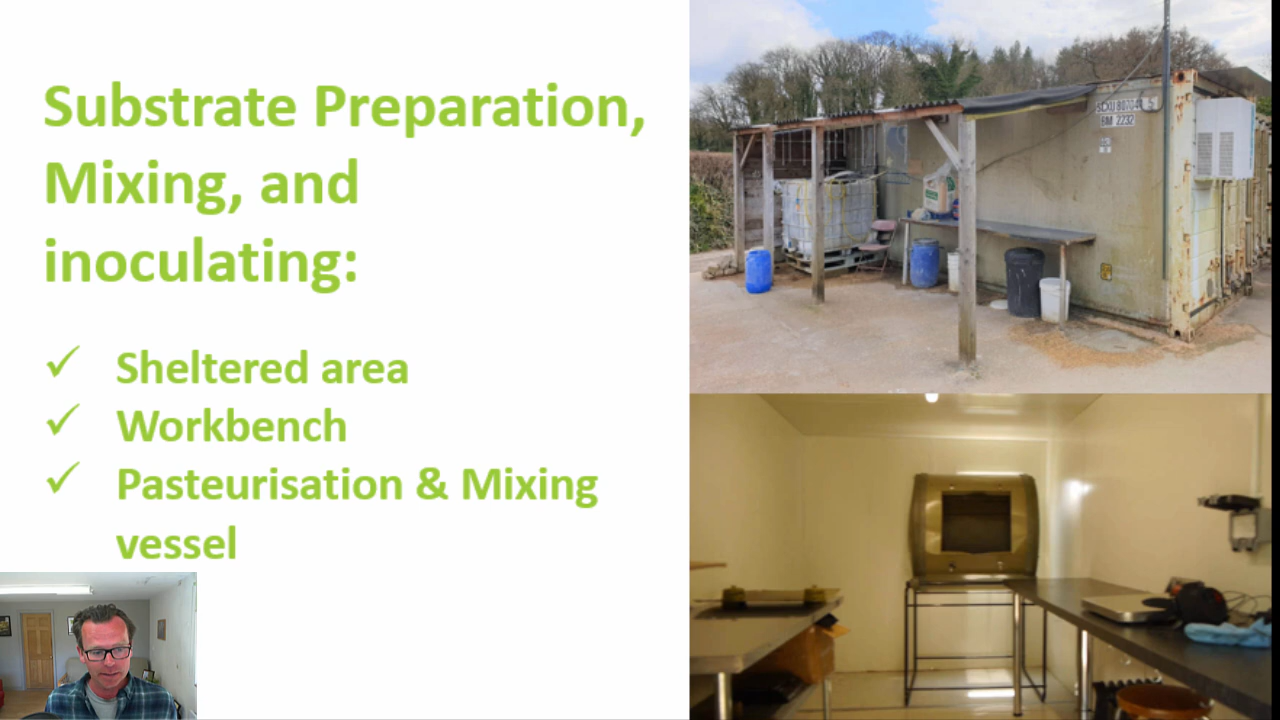 Substrate Preparation,
Mixing, and
inoculating:
✓ Sheltered area
✓ Workbench
✓ Pasteurisation & Mixing
vessel